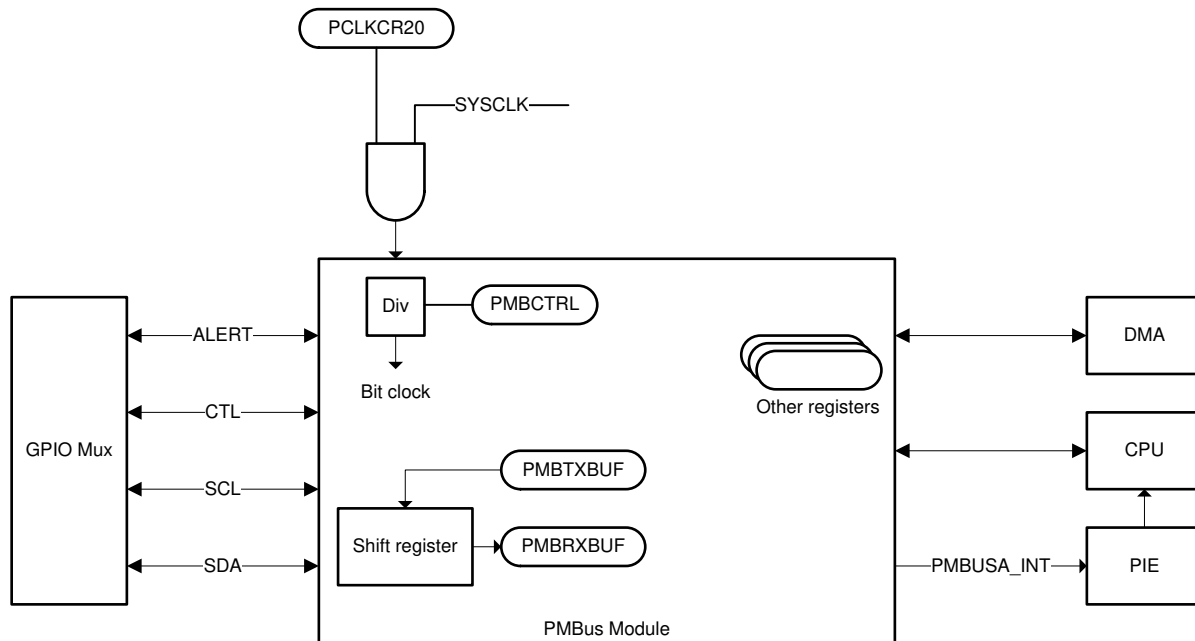 PCLKCR20
SYSCLK
Div
PMBCTRL
ALERT
DMA
Bit clock
Other registers
CTL
GPIO Mux
CPU
PMBTXBUF
SCL
Shift register
PMBRXBUF
SDA
PMBUSA_INT
PIE
PMBus Module